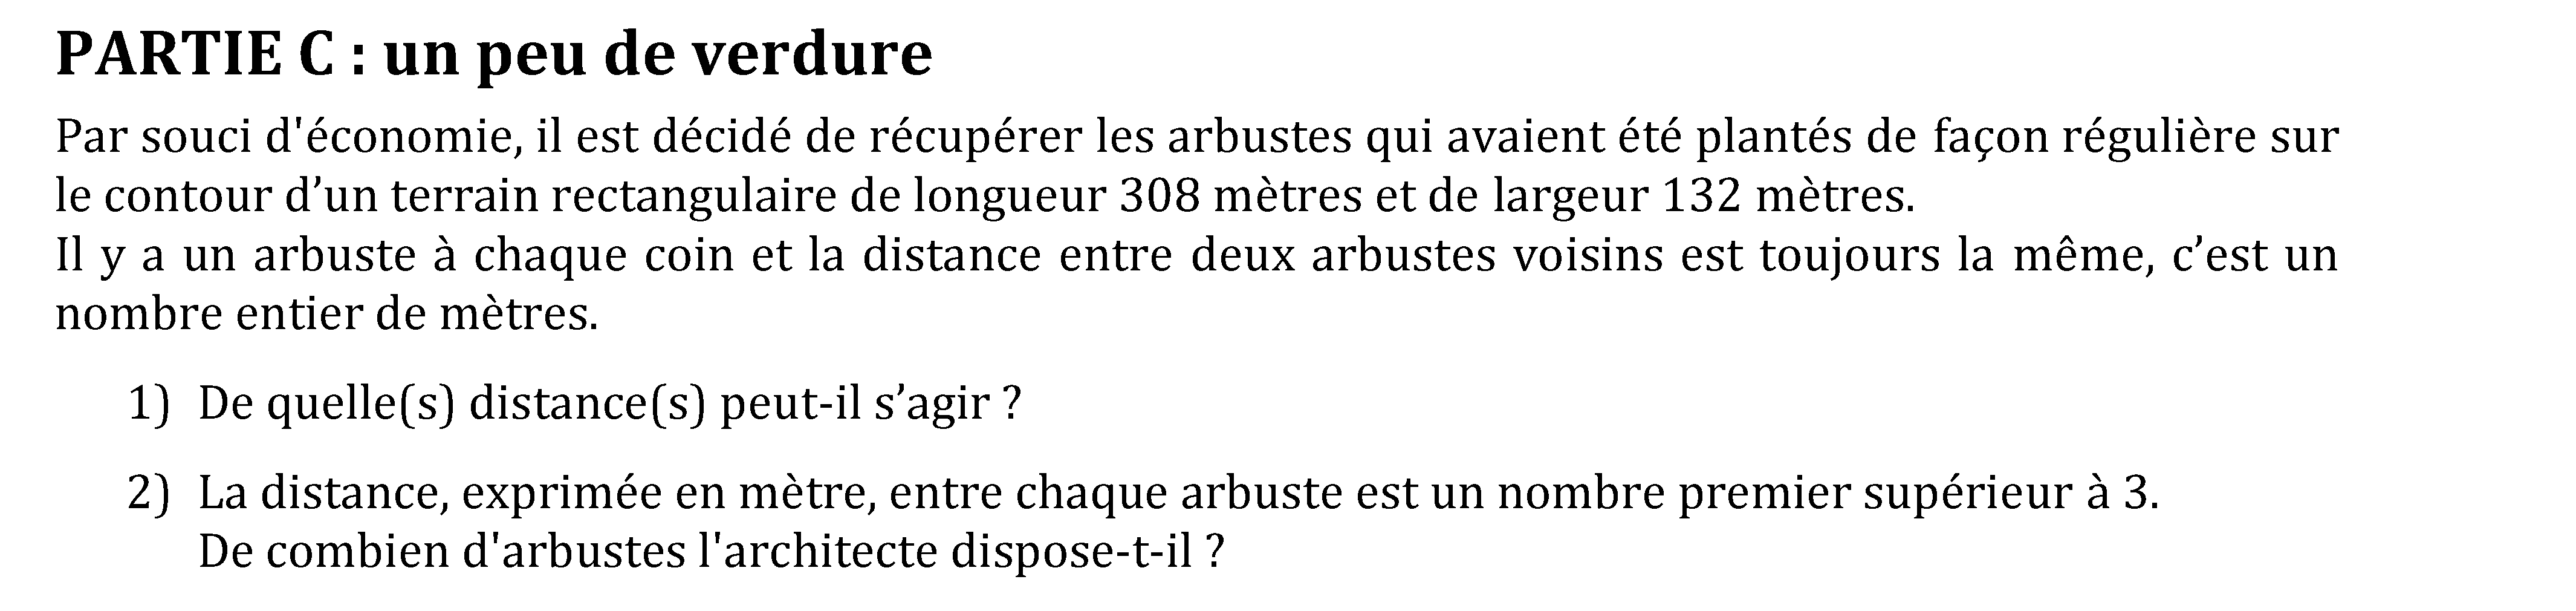 PARTIE C : un peu de verdure
Par souci d'économie, il est décidé de récupérer les arbustes qui avaient été plantés de façon régulière sur
le contour d’un terrain rectangulaire de longueur 308 mètres et de largeur 132 mètres.
Il y a un arbuste à chaque coin et la distance entre deux arbustes voisins est toujours la même, c’est un
nombre entier de mètres.
1) De quelle(s) distance(s) peut-il s’agir ?
2) La distance, exprimée en mètre, entre chaque arbuste est un nombre premier supérieur à 3.
De combien d'arbustes l'architecte dispose-t-il ?